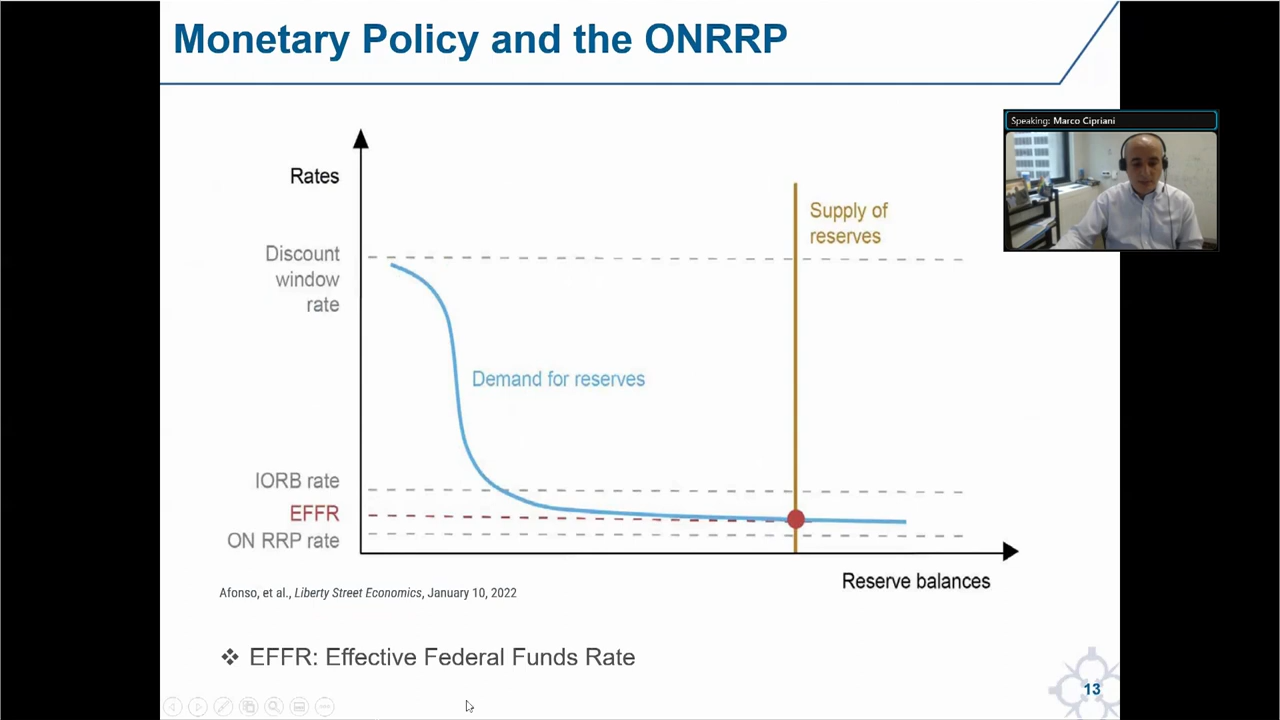 Monetary Policy and the ONRRP
Speaking: Marco Cipriani
Rates
Supply of
reserves
Discount
window
rate
Demand for reserves
IORB rate
EFFR
ON RRP rate
Reserve balances
Afonso, et al., Liberty Street Economics, January 10, 2022
❖ EFFR: Effective Federal Funds Rate
13